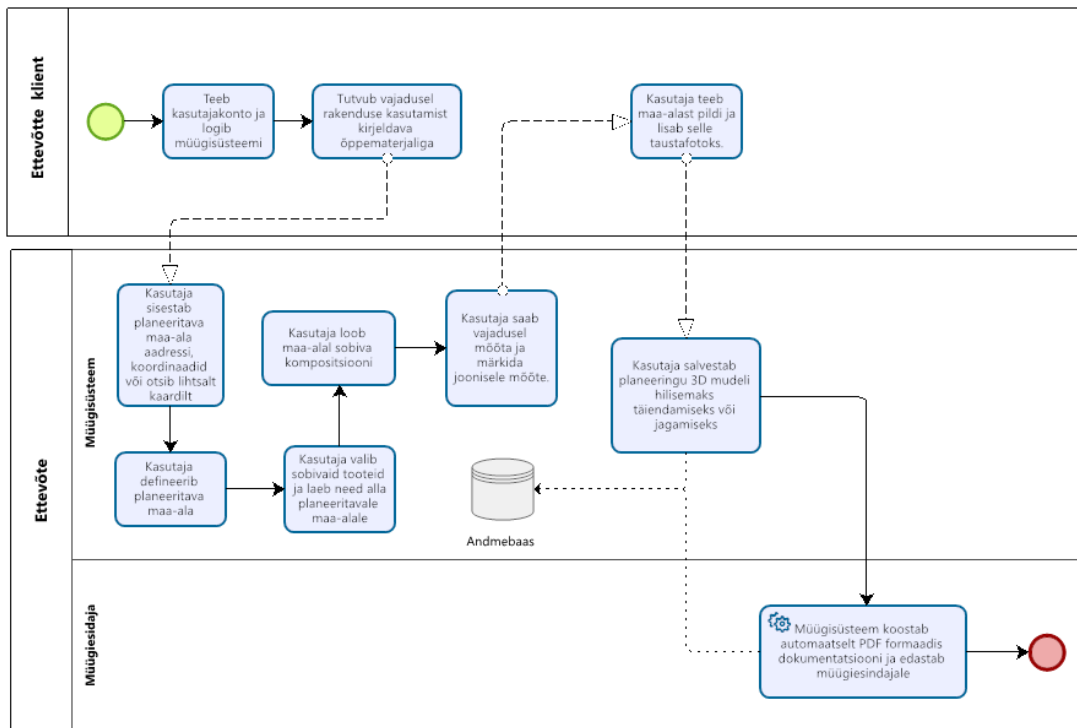 Ettevõtte klient
Teeb
kasutajakonto ja
logib
müügisüsteemi
Tutvub vajadusel
rakenduse kasutamist
kirjeldava
õppematerjaliga
Kasutaja teeb
maa-alast pildi ja
lisab selle
taustafotoks.
Ettevõte
Müügisüsteem
Kasutaja
sisestab
planeeritava
maa-ala
aadressi,
koordinaadid
või otsib lihtsalt
kaardilt
Kasutaja
defineerib
planeeritava
maa-ala
Kasutaja valib
sobivaid tooteid
ja laeb need alla
planeeritavale
maa-alale
Kasutaja loob
maa-alal sobiva
kompositsiooni
Kasutaja saab
vajadusel
mõõta ja
märkida
joonisele mõõte.
Kasutaja salvestab
planeeringu 3D mudeli
hilisemaks
täiendamiseks või
jagamiseks
Andmebaas
Müügiesidaja
Müügisüsteem koostab
automaatselt PDF formaadis
dokumentatsiooni ja edastab
müügiesindajale